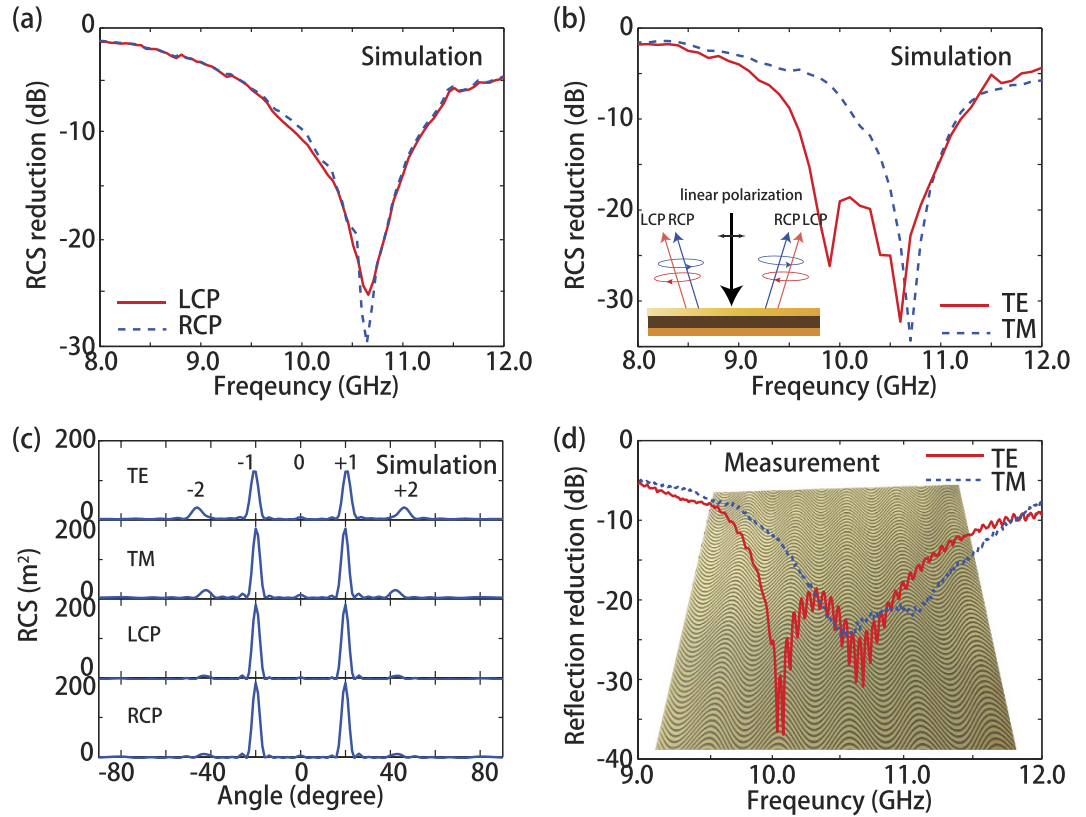 (a)
0
-10
-20
-30
RCS reduction (dB)
Simulation
LCP
RCP
8.0 9.0 10.0 11.0 12.0
Freqeuncy (GHz)
(b)
0
-10
-20
-30
RCS reduction (dB)
Simulation
linear polarization
LCP RCP RCP LCP
TE
TM
8.0 9.0 10.0 11.0 12.0
Freqeuncy (GHz)
(c)
200
0
200
0
200
0
200
0
RCS (m²)
-1 0 +1 Simulation
TE
-2 +2
TM
LCP
RCP
-80 -40 0 40 80
Angle (degree)
(d)
0
-10
-20
-30
-40
Reflection reduction (dB)
Measurement
TE
TM
9.0 10.0 11.0 12.0
Freqeuncy (GHz)